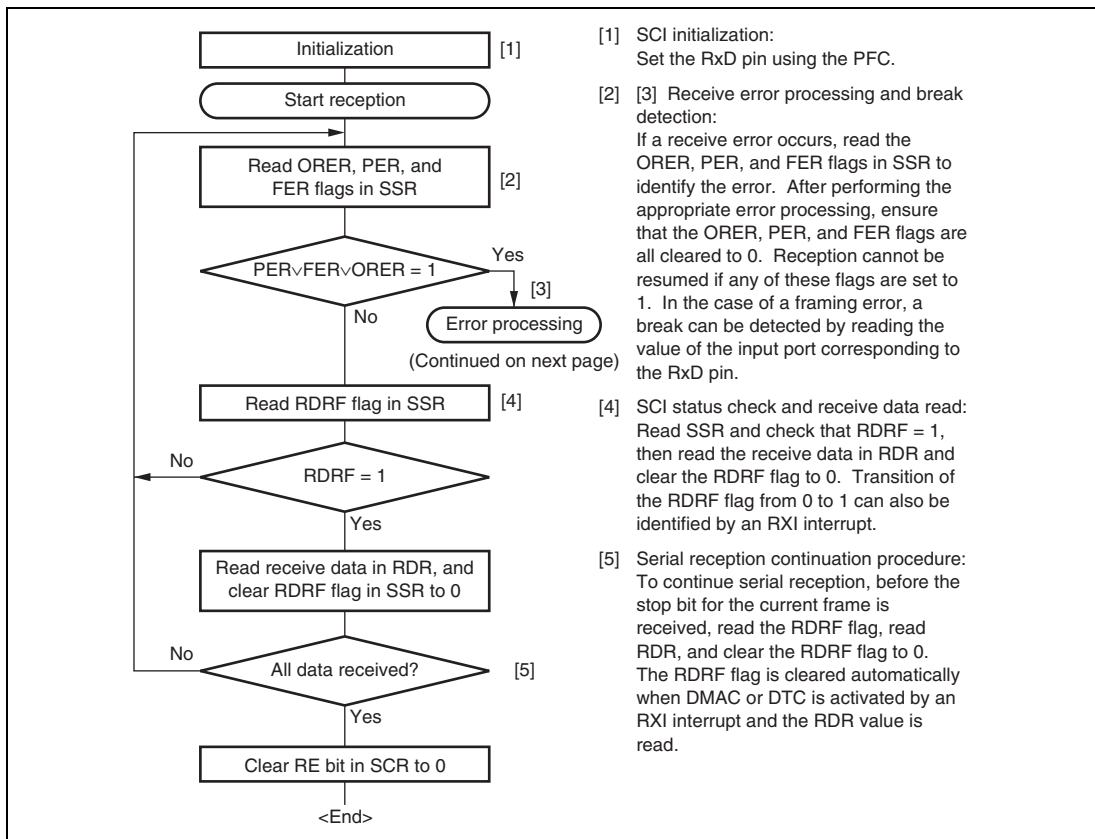 Initialization
[1]
Start reception
Read ORER, PER, and
FER flags in SSR
[2]
PER∨FER∨ORER = 1
Yes
[3]
No
Error processing
(Continued on next page)
Read RDRF flag in SSR
[4]
No
RDRF = 1
Yes
Read receive data in RDR, and
clear RDRF flag in SSR to 0
No
All data received?
[5]
Yes
Clear RE bit in SCR to 0
<End>
[1] SCI initialization:
Set the RxD pin using the PFC.
[2] [3] Receive error processing and break
detection:
If a receive error occurs, read the
ORER, PER, and FER flags in SSR to
identify the error. After performing the
appropriate error processing, ensure
that the ORER, PER, and FER flags are
all cleared to 0. Reception cannot be
resumed if any of these flags are set to
1. In the case of a framing error, a
break can be detected by reading the
value of the input port corresponding to
the RxD pin.
[4] SCI status check and receive data read:
Read SSR and check that RDRF = 1,
then read the receive data in RDR and
clear the RDRF flag to 0. Transition of
the RDRF flag from 0 to 1 can also be
identified by an RXI interrupt.
[5] Serial reception continuation procedure:
To continue serial reception, before the
stop bit for the current frame is
received, read the RDRF flag, read
RDR, and clear the RDRF flag to 0.
The RDRF flag is cleared automatically
when DMAC or DTC is activated by an
RXI interrupt and the RDR value is
read.